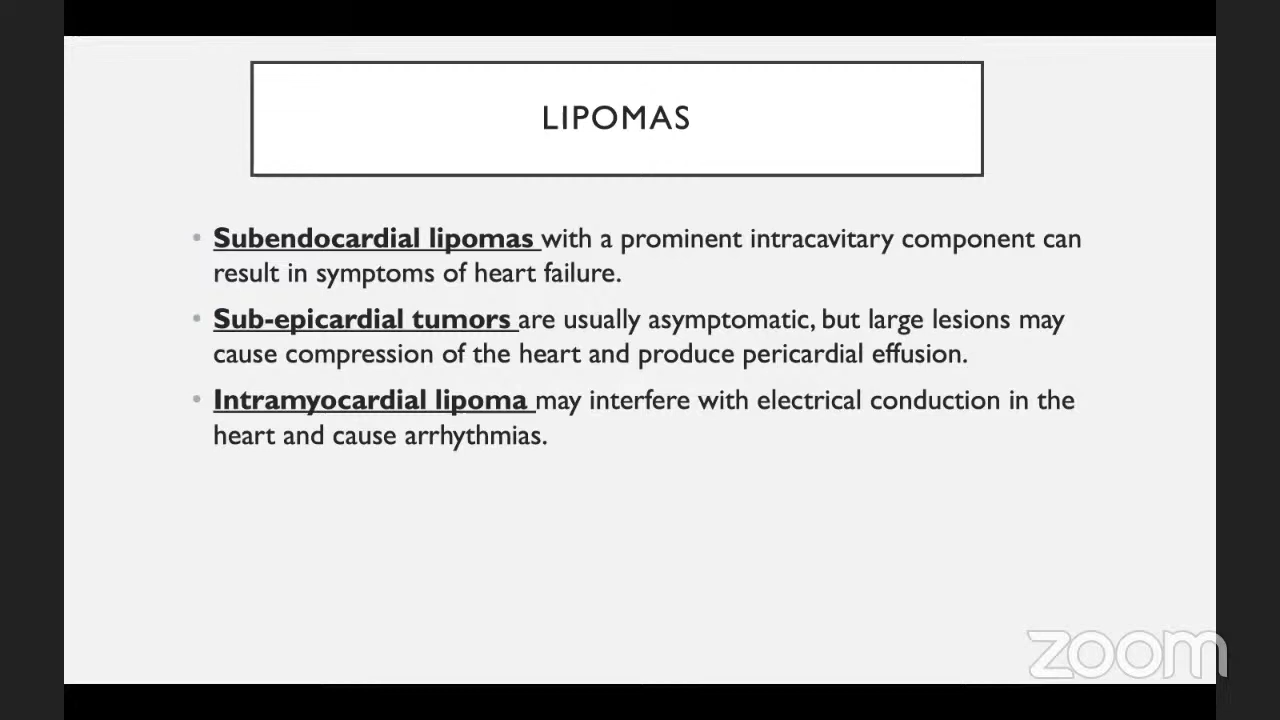 LIPOMAS
• Subendocardial lipomas with a prominent intracavitary component can
result in symptoms of heart failure.
• Sub-epicardial tumors are usually asymptomatic, but large lesions may
cause compression of the heart and produce pericardial effusion.
• Intramyocardial lipoma may interfere with electrical conduction in the
heart and cause arrhythmias.
zoom